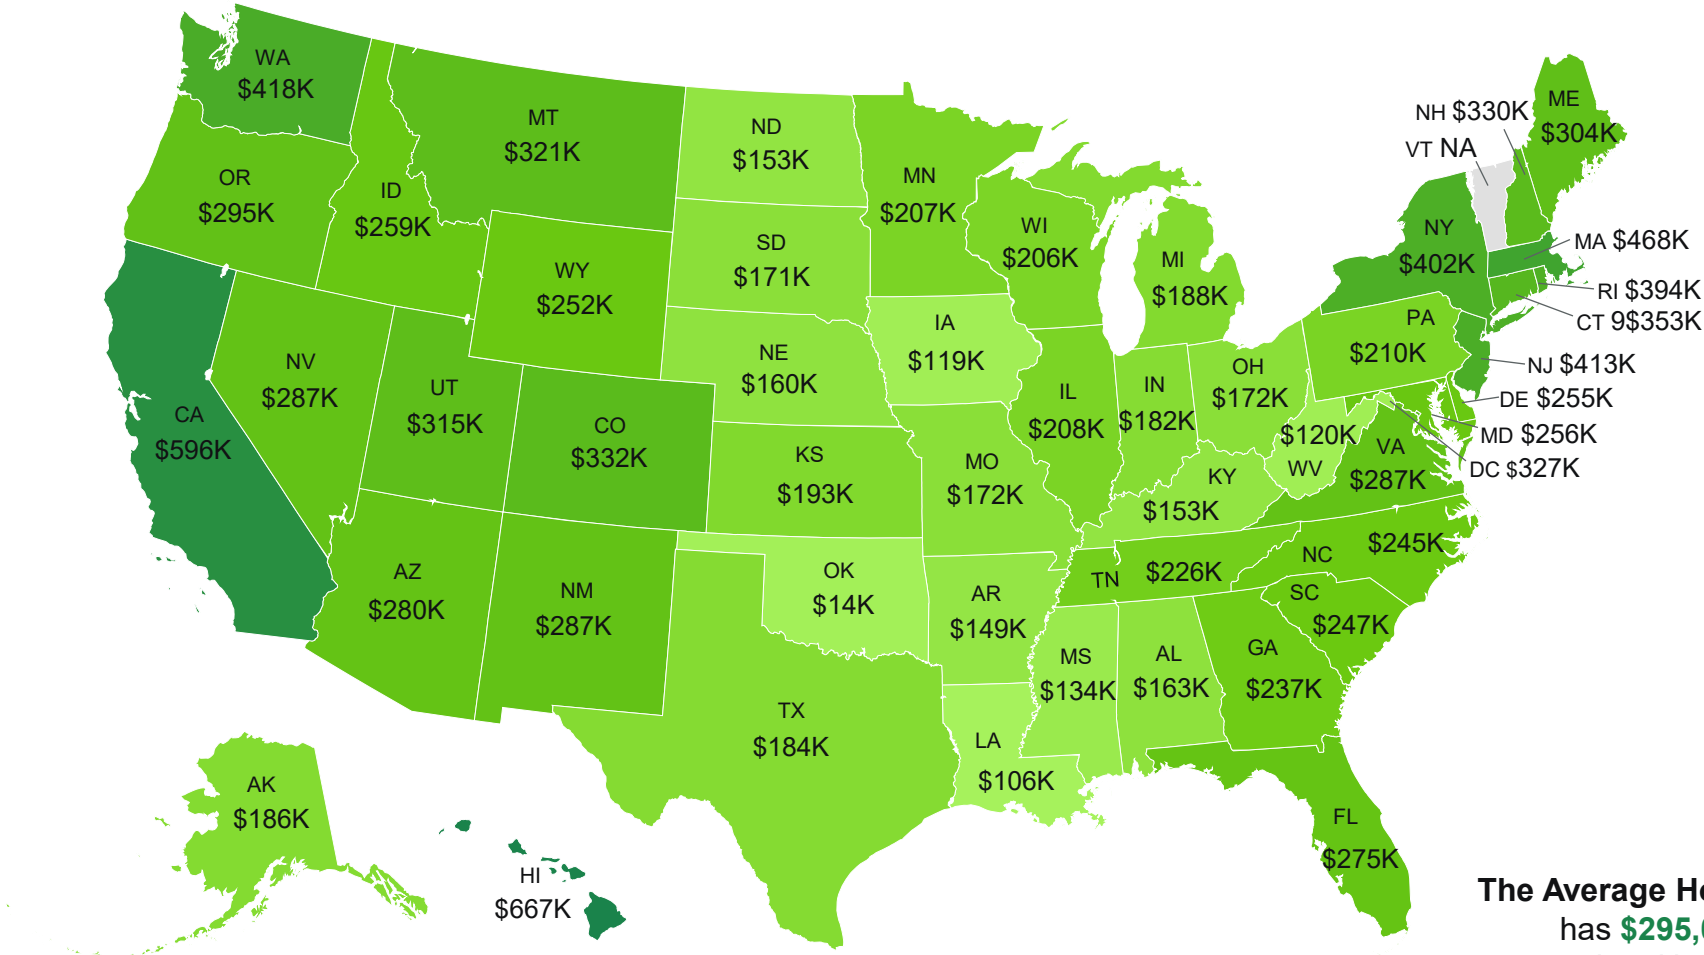 WA
$418K
OR
$295K
ID
$259K
MT
$321K
ND
$153K
SD
$171K
WY
$252K
NE
$160K
MN
$207K
WI
$206K
MI
$188K
IA
$119K
NV
$287K
UT
$315K
CO
$332K
CA
$596K
KS
$193K
MO
$172K
IL
$208K
IN
$182K
OH
$172K
KY
$153K
$120K
WV
VA
$287K
PA
$210K
NY
$402K
VT NA
NH $330K
ME
$304K
MA $468K
RI $394K
CT 9$353K
NJ $413K
DE $255K
MD $256K
DC $327K
AZ
$280K
NM
$287K
OK
$14K
AR
$149K
TN $226K
NC $245K
SC
$247K
MS
$134K
AL
$163K
GA
$237K
TX
$184K
LA
$106K
FL
$275K
AK
$186K
HI
$667K
The Average
has $295,